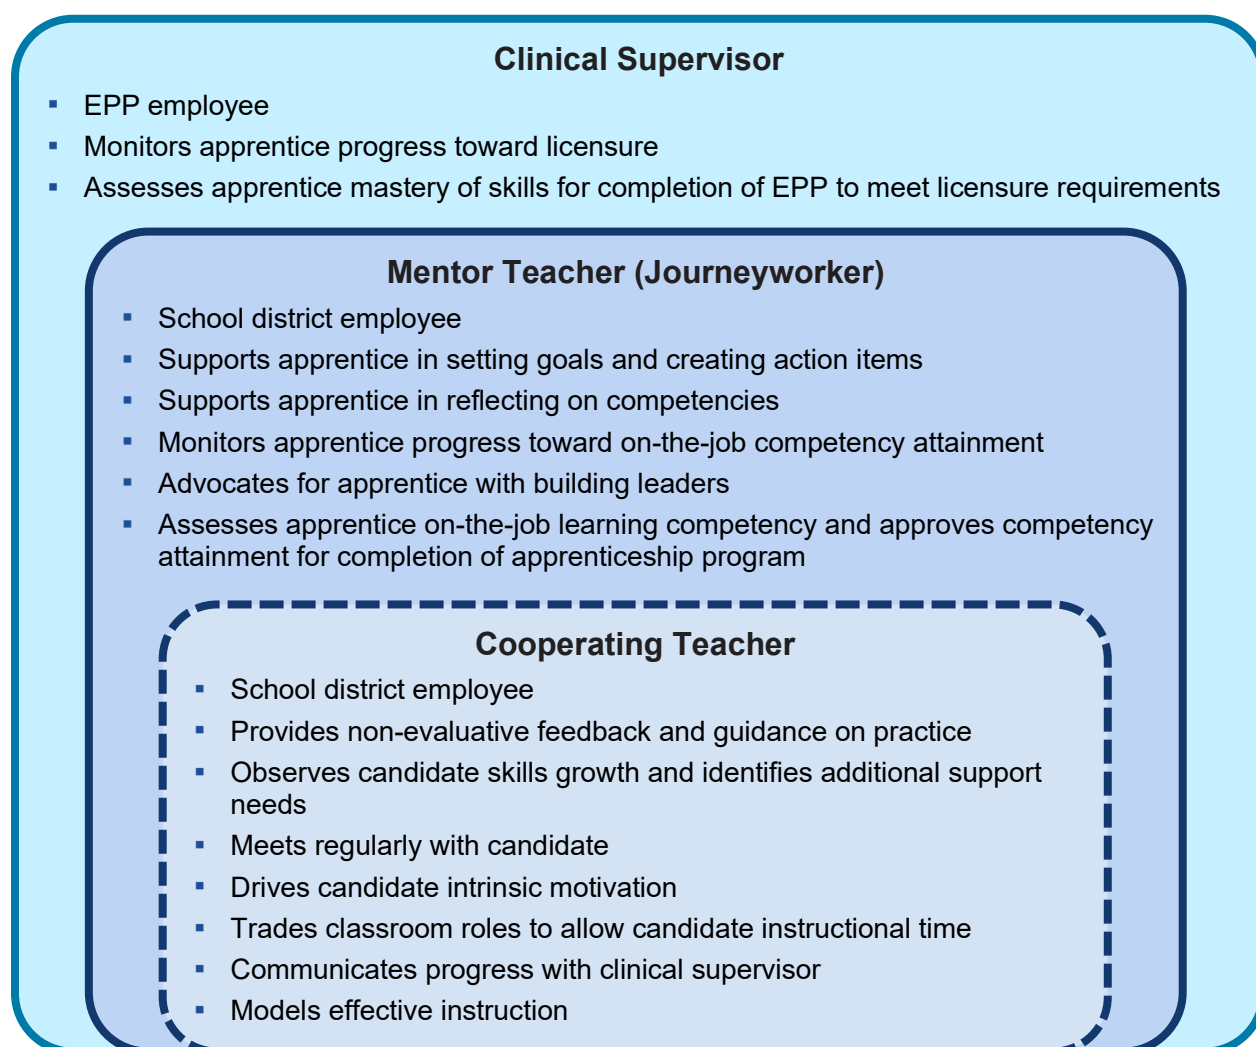 Clinical Supervisor
▪ EPP employee
▪ Monitors apprentice progress toward licensure
▪ Assesses apprentice mastery of skills for completion of EPP to meet licensure requirements
Mentor Teacher (Journeyworker)
▪ School district employee
▪ Supports apprentice in setting goals and creating action items
▪ Supports apprentice in reflecting on competencies
▪ Monitors apprentice progress toward on-the-job competency attainment
▪ Advocates for apprentice with building leaders
▪ Assesses apprentice on-the-job learning competency and approves competency
attainment for completion of apprenticeship program
Cooperating Teacher
▪ School district employee
▪ Provides non-evaluative feedback and guidance on practice
▪ Observes candidate skills growth and identifies additional support
needs
▪ Meets regularly with candidate
▪ Drives candidate intrinsic motivation
▪ Trades classroom roles to allow candidate instructional time
▪ Communicates progress with clinical supervisor
▪ Models effective instruction